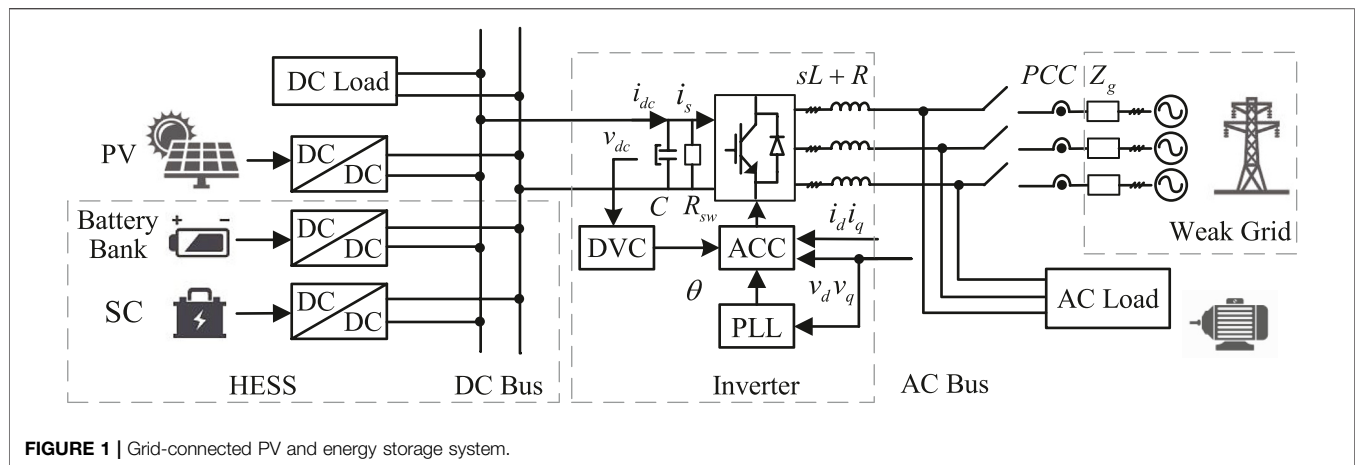 DC Load
PV
DC
DC
Battery
Bank
+ −
DC
DC
SC
DC
DC
HESS
DC Bus
i_dc
i_s
v_dc
C
R_sw
DVC
ACC
i_d i_q
v_d v_q
θ
PLL
Inverter
sL + R
AC Bus
PCC
Z_g
Weak Grid
AC Load
FIGURE 1 | Grid-connected PV and energy storage system.